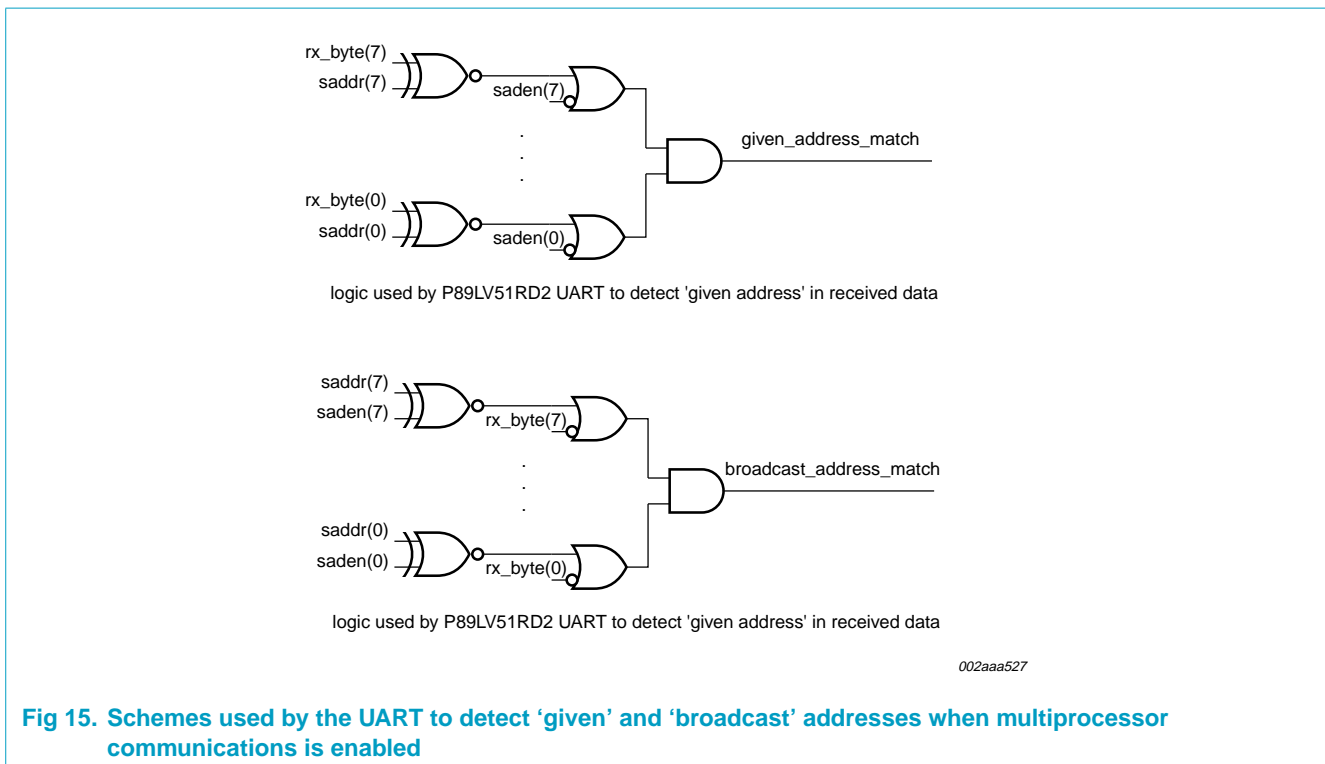 rx_byte(7)
saddr(7)
saden(7)
.
.
.
.
.
.
given_address_match
rx_byte(0)
saddr(0)
saden(0)
logic used by P89LV51RD2 UART to detect 'given address' in received data
saddr(7)
saden(7)
rx_byte(7)
.
.
.
.
.
.
broadcast_address_match
saddr(0)
saden(0)
rx_byte(0)
logic used by P89LV51RD2 UART to detect 'given address' in received data
002aaa527
Fig 15. Schemes used by the UART to detect ‘given’ and ‘broadcast’ addresses when multiprocessor
communications is enabled